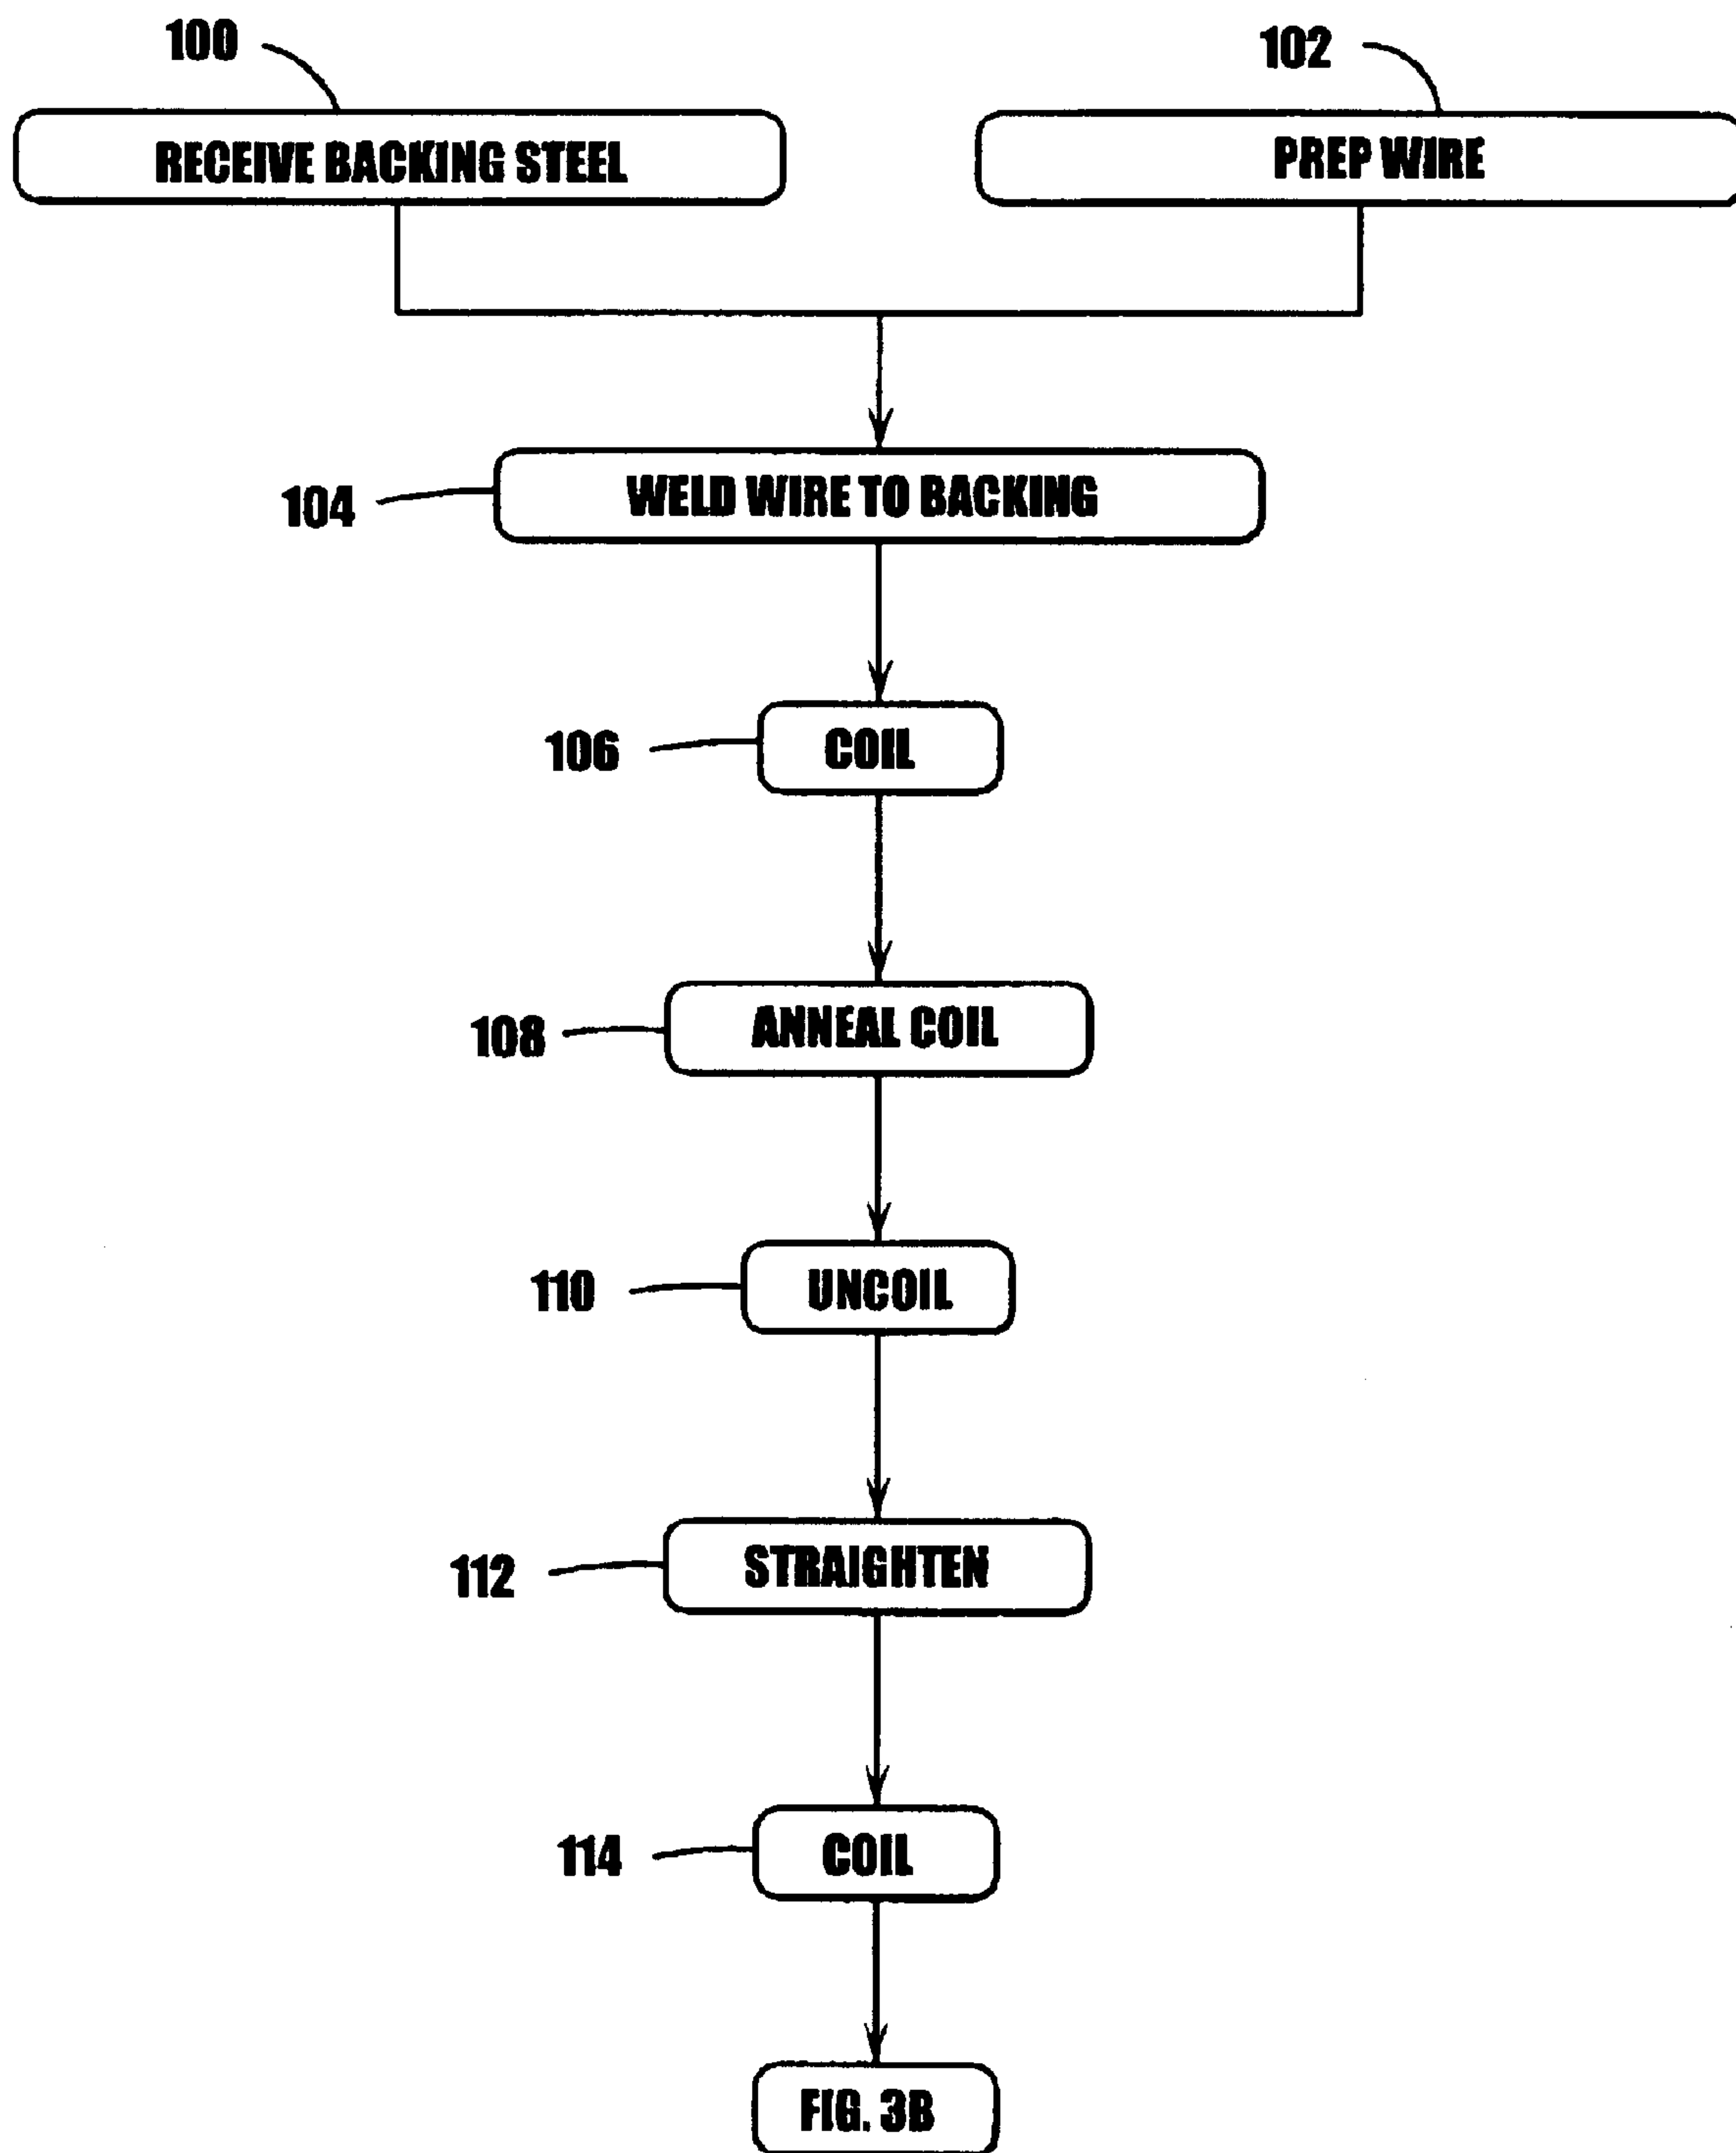 100
102
RECEIVE BACKING STEEL
PREP WIRE
104
WELD WIRE TO BACKING
106
COIL
108
ANNEAL COIL
110
UNCOIL
112
STRAIGHTEN
114
COIL
FIG. 3B